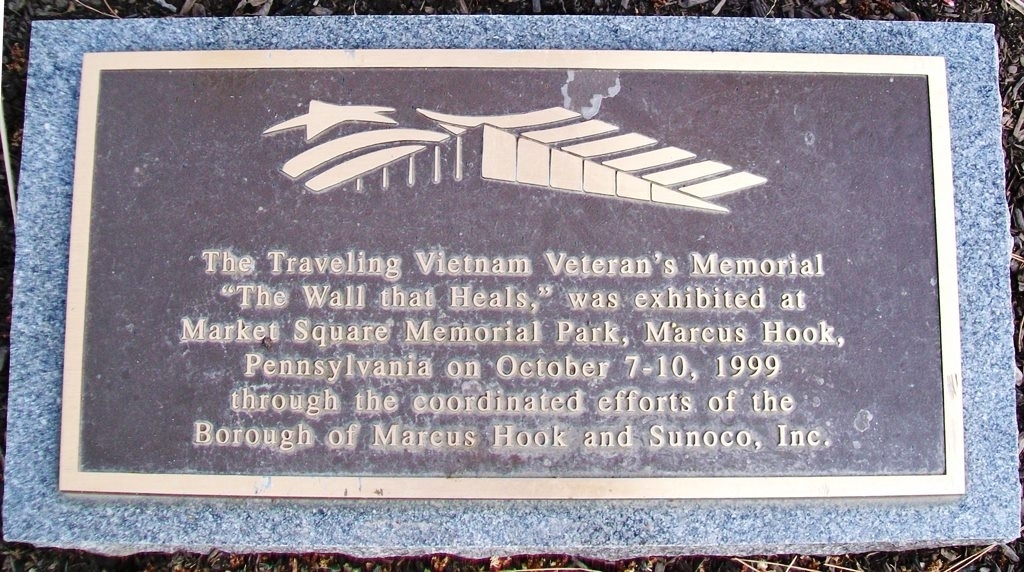 The Traveling Vietnam Veteran's Memorial
“The Wall that Heals,” was exhibited at
Market Square Memorial Park, Marcus Hook,
Pennsylvania on October 7-10, 1999
through the coordinated efforts of the
Borough of Marcus Hook and Sunoco, Inc.